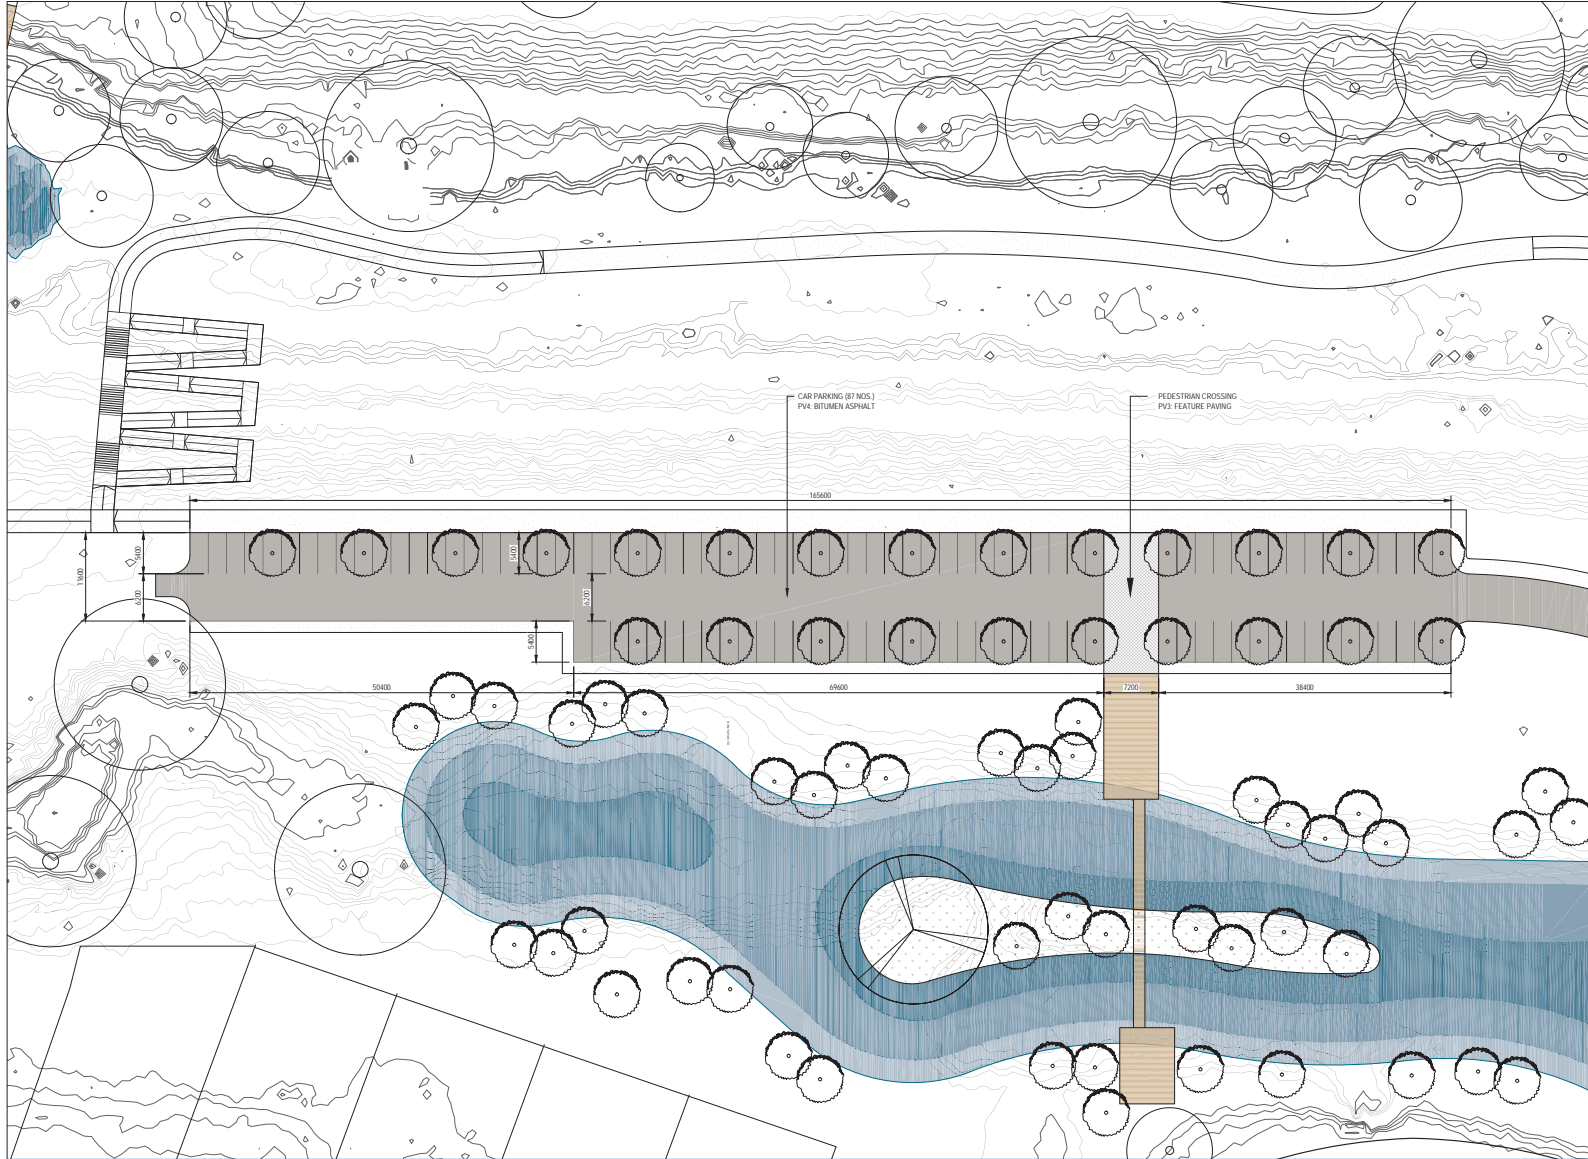 CAR PARKING (87 NOS.)
PV4: BITUMEN ASPHALT
PEDESTRIAN CROSSING
PV3: FEATURE PAVING
165600
5400
11600
6200
5400
6200
5400
50400
69600
7200
38400